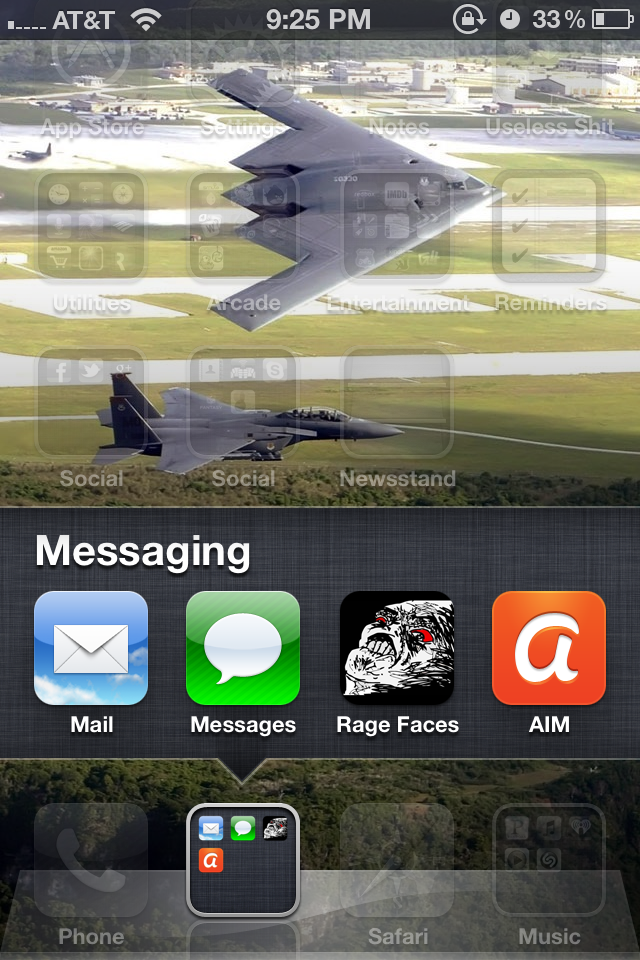 AT&T 9:25 PM 33%
App Store Settings Notes Useless Shit
Utilities Arcade Entertainment Reminders
Social Social Newsstand
Messaging
Mail Messages Rage Faces AIM
Phone Safari Music